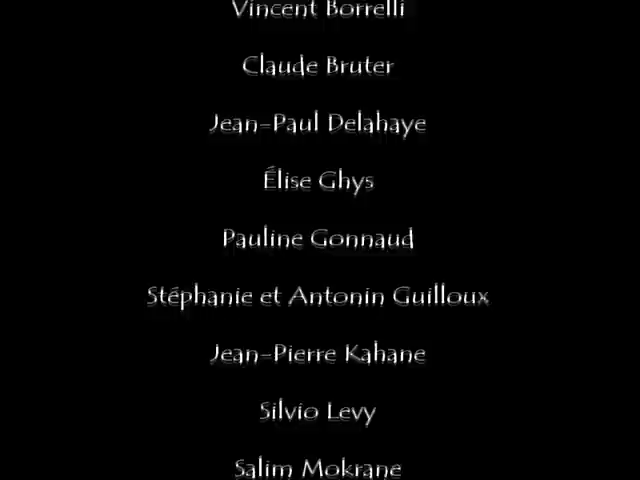 Vincent Borrelli
Claude Bruter
Jean-Paul Delahaye
Élise Ghys
Pauline Gonnaud
Stéphanie et Antonin Guilloux
Jean-Pierre Kahane
Silvio Levy
Salim Mokrane